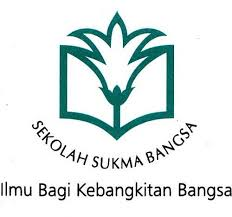 SEKOLAH SUKMA BANGSA
Ilmu Bagi Kebangkitan Bangsa